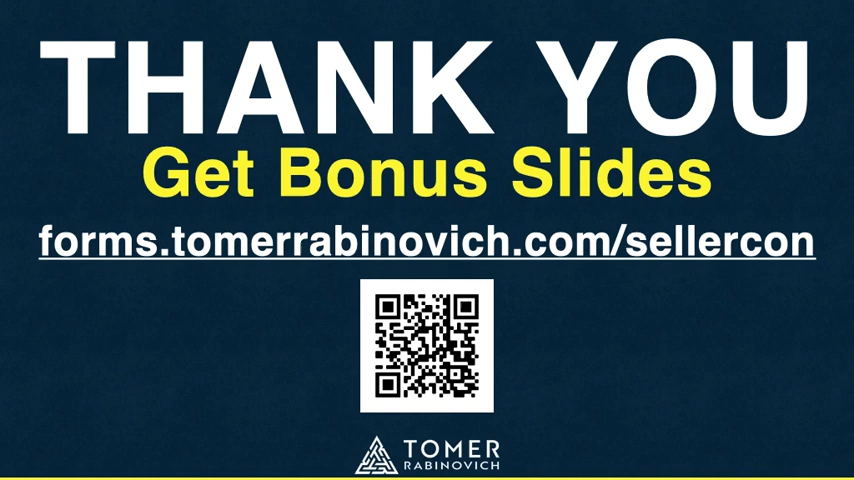 THANK YOU
Get Bonus Slides
forms.tomerrabinovich.com/sellercon
TOMER
RABINOVICH